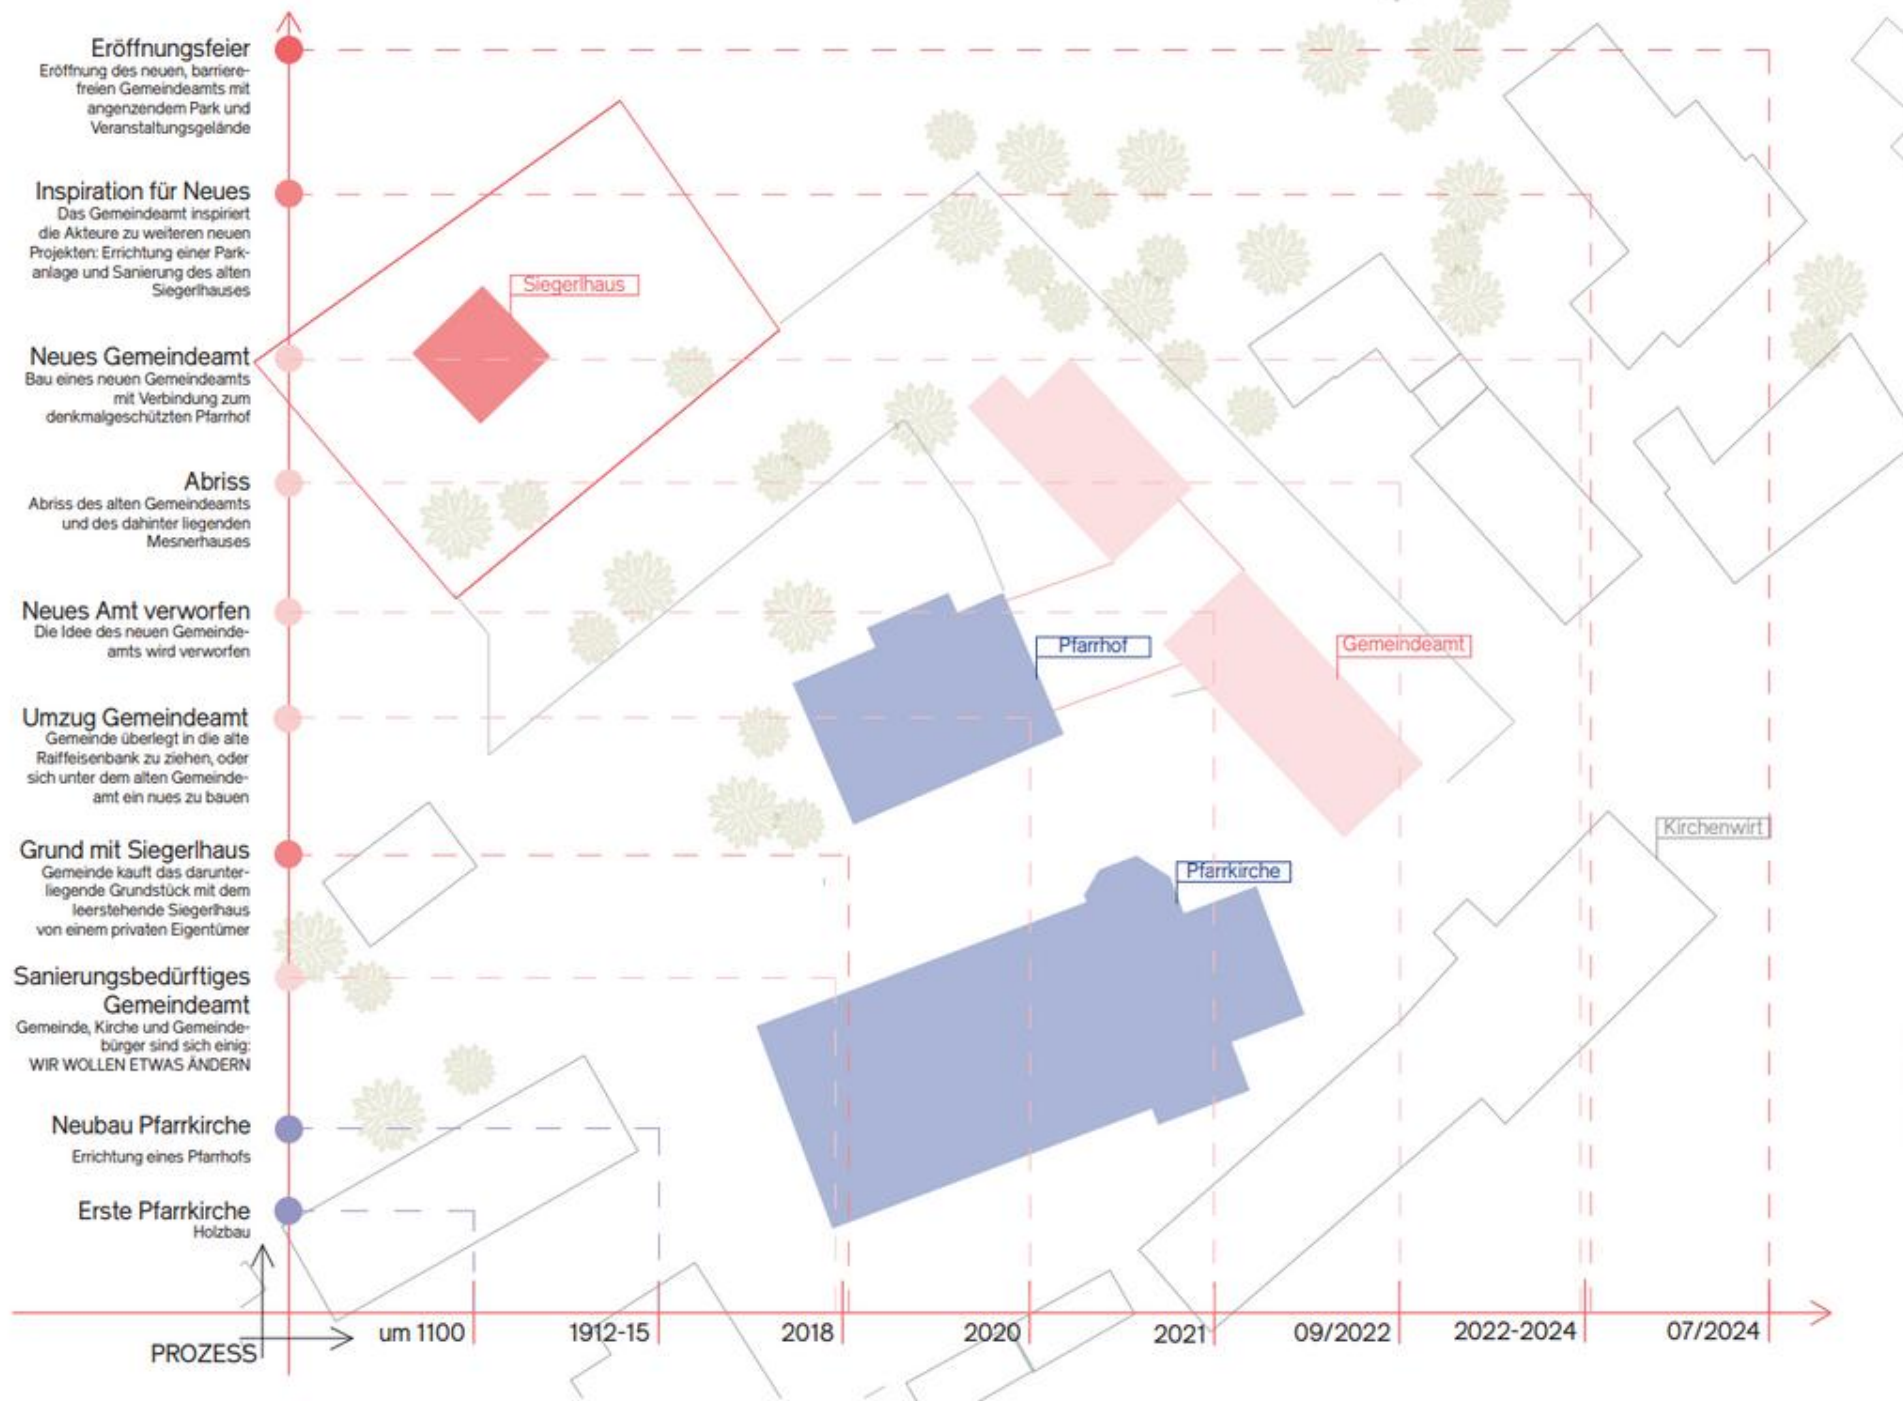 Eröffnungsfeier
Eröffnung des neuen, barriere-
freien Gemeindeamts mit
angenzendem Park und
Veranstaltungsgelände
Inspiration für Neues
Das Gemeindeamt inspiriert
die Akteure zu weiteren neuen
Projekten: Errichtung einer Park-
anlage und Sanierung des alten
Siegerlhauses
Neues Gemeindeamt
Bau eines neuen Gemeindeamts
mit Verbindung zum
denkmalgeschützten Pfarrhof
Abriss
Abriss des alten Gemeindeamts
und des dahinter liegenden
Mesnerhauses
Neues Amt verworfen
Die Idee des neuen Gemeinde-
amts wird verworfen
Umzug Gemeindeamt
Gemeinde überlegt in die alte
Raiffeisenbank zu ziehen, oder
sich unter dem alten Gemeinde-
amt ein nues zu bauen
Grund mit Siegerlhaus
Gemeinde kauft das darunter-
liegende Grundstück mit dem
leerstehende Siegerlhaus
von einem privaten Eigentümer
Sanierungsbedürftiges
Gemeindeamt
Gemeinde, Kirche und Gemeinde-
bürger sind sich einig:
WIR WOLLEN ETWAS ÄNDERN
Neubau Pfarrkirche
Errichtung eines Pfarrhofs
Erste Pfarrkirche
Holzbau
Siegerlhaus
Pfarrhof
Gemeindeamt
Kirchenwirt
Pfarrkirche
um 1100
1912-15
2018
2020
2021
09/2022
2022-2024
07/2024
PROZESS